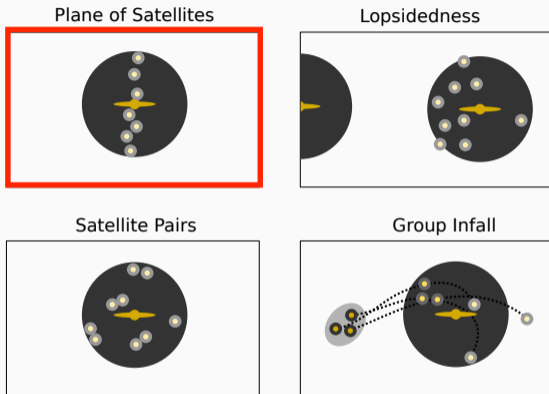 Plane of Satellites
Lopsidedness
Satellite Pairs
Group Infall